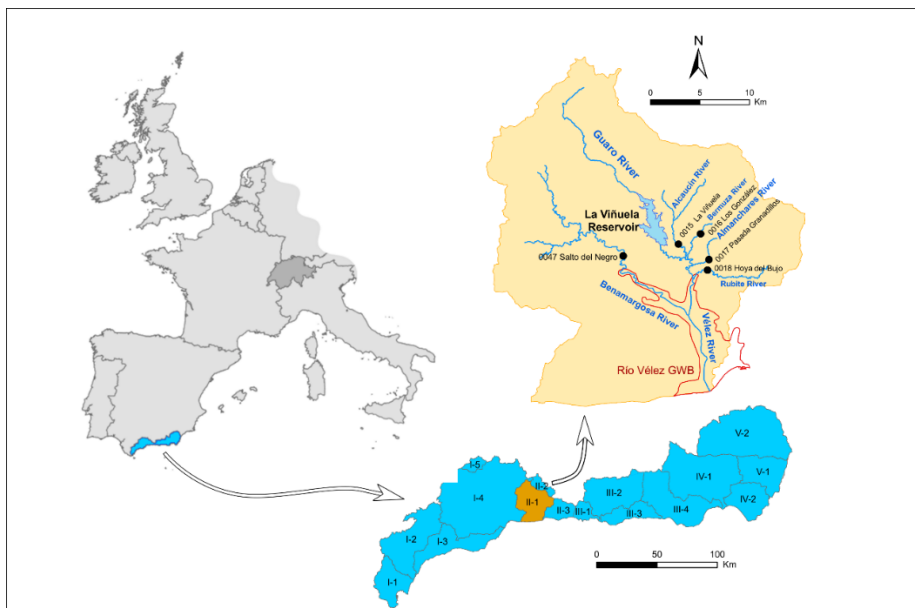 N
0 5 10
Km
Guaro River
Alcaucín River
Bermuza River
Almanchares River
0015 La Viñuela
0016 Los González
0017 Pasada Granadillos
0018 Hoya del Bujo
Rubite River
La Viñuela
Reservoir
0047 Salto del Negro
Benamargosa River
Vélez River
Río Vélez GWB
I-1
I-2
I-3
I-4
I-5
II-1
II-2
II-3
III-1
III-2
III-3
III-4
IV-1
IV-2
V-1
V-2
0 50 100
Km